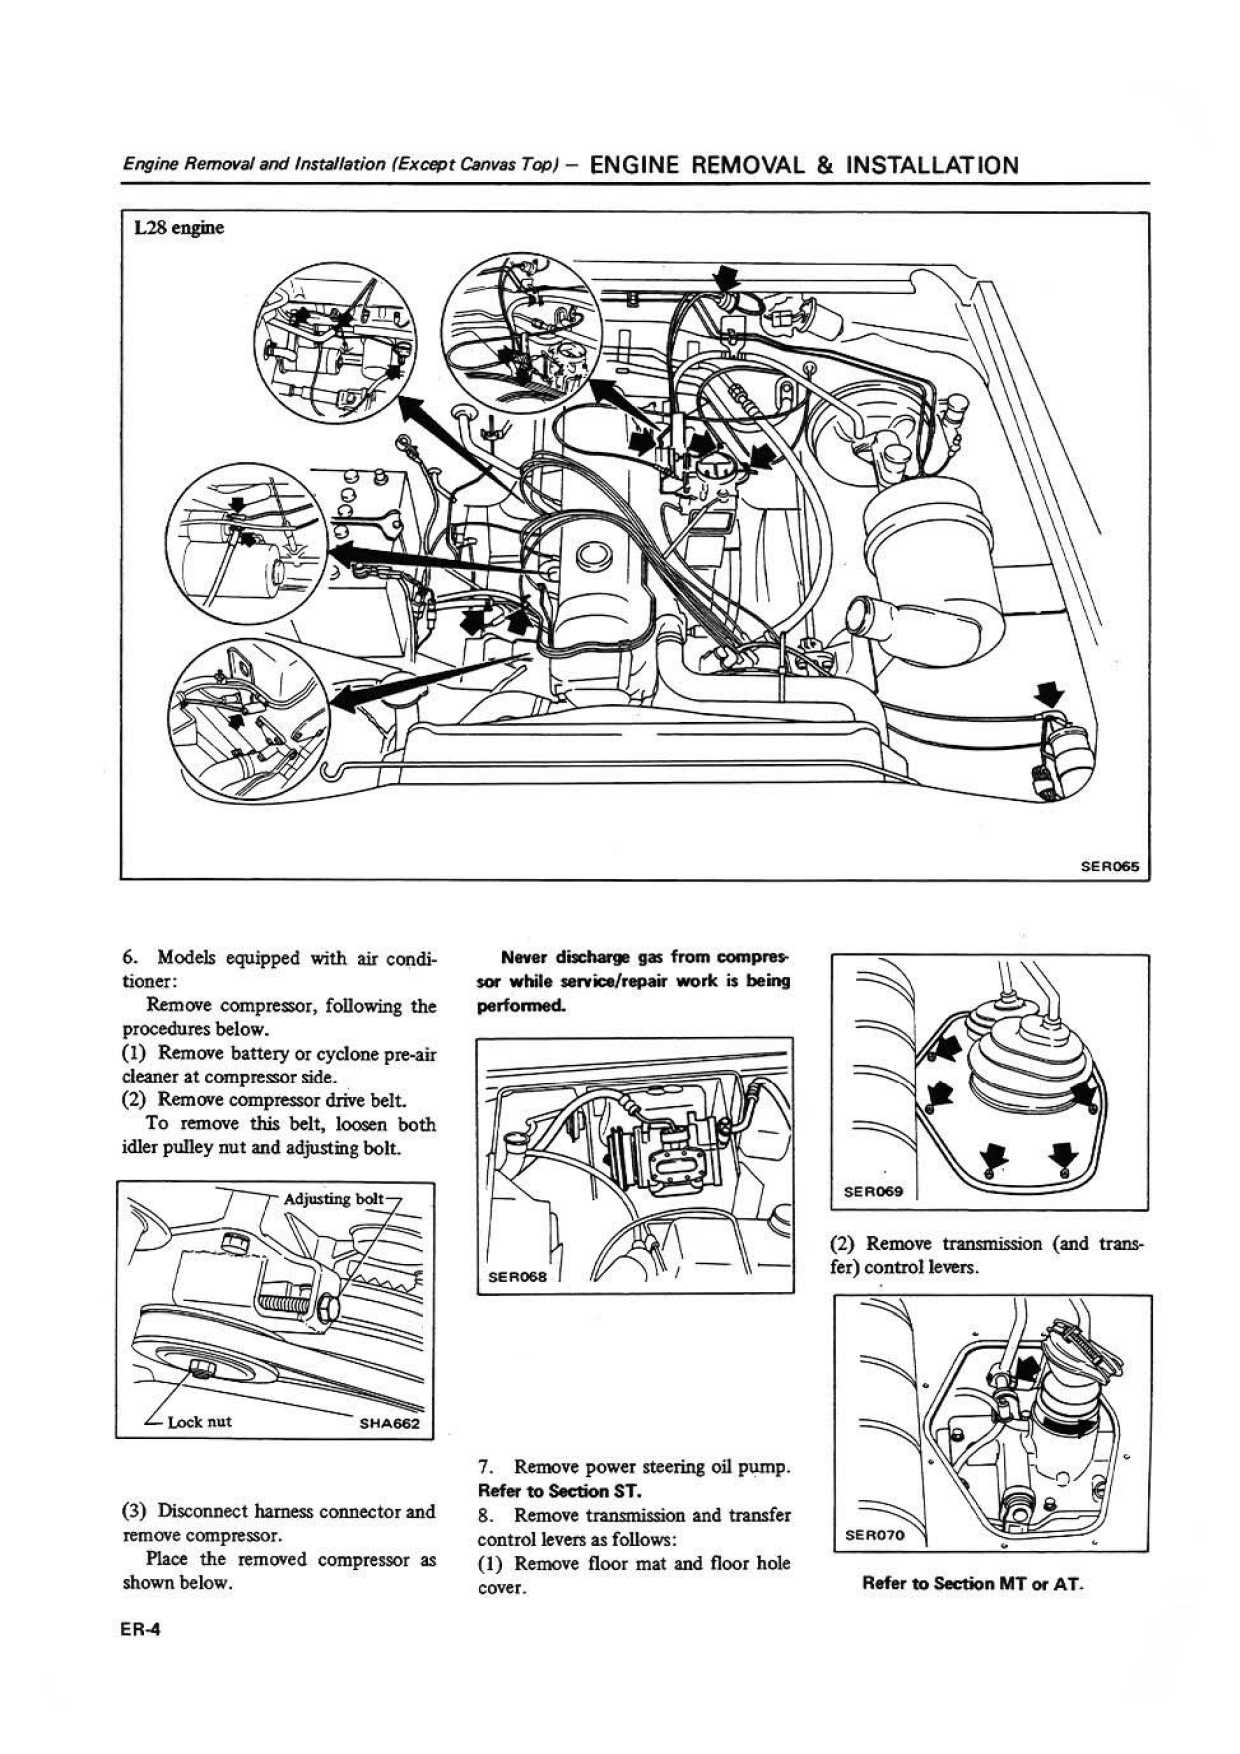 Engine Removal and Installation (Except Canvas Top) — ENGINE REMOVAL & INSTALLATION
L28 engine
SER065
6. Models equipped with air condi-
tioner:
Remove compressor, following the
procedures below.
(1) Remove battery or cyclone pre-air
cleaner at compressor side.
(2) Remove compressor drive belt.
To remove this belt, loosen both
idler pulley nut and adjusting bolt.
Adjusting bolt
Lock nut
SHA662
(3) Disconnect harness connector and
remove compressor.
Place the removed compressor as
shown below.
Never discharge gas from compres-
sor while service/repair work is being
performed.
SER068
7. Remove power steering oil pump.
Refer to Section ST.
8. Remove transmission and transfer
control levers as follows:
(1) Remove floor mat and floor hole
cover.
SER069
(2) Remove transmission (and trans-
fer) control levers.
SER070
Refer to Section MT or AT.
ER-4